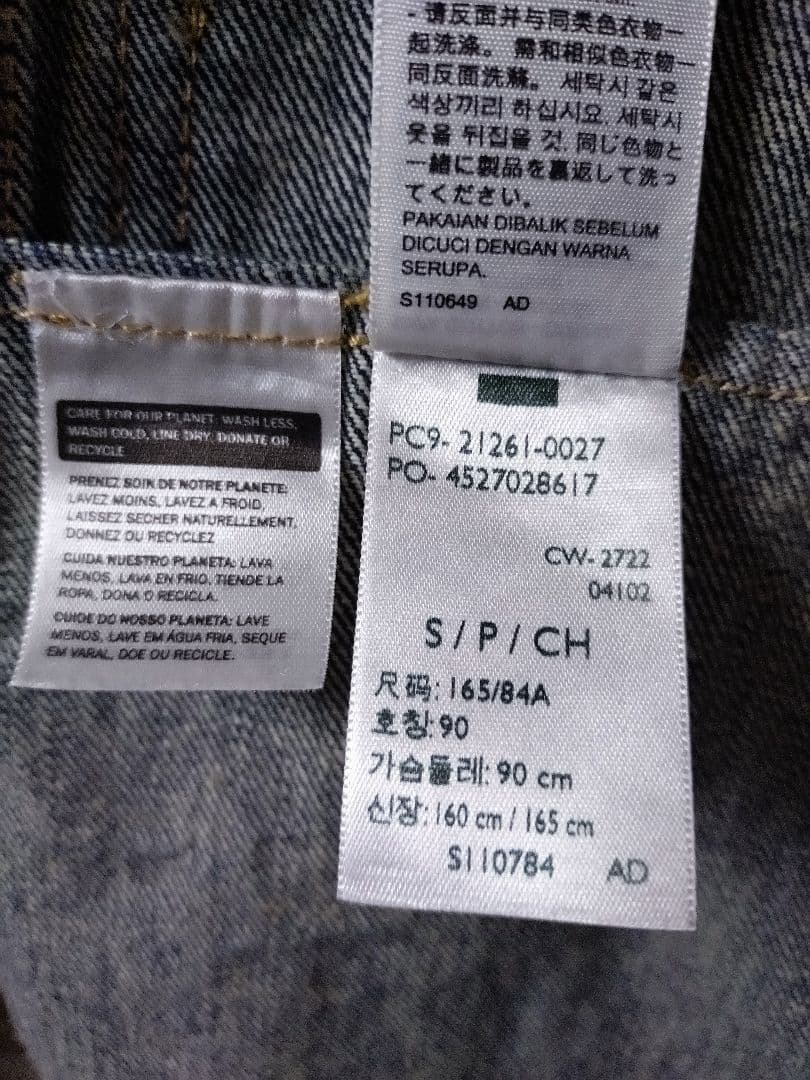 - 请反面并与同类色衣物一
起洗涤。 需和相似色衣物一
同反面洗滌。 세탁시 같은
색상끼리 하십시요. 세탁시
옷을 뒤집을 것. 同じ色物と
一緒に製品を裏返して洗っ
てください。
PAKAIAN DIBALIK SEBELUM
DICUCI DENGAN WARNA
SERUPA.
S110649 AD
CARE FOR OUR PLANET: WASH LESS,
WASH COLD, LINE DRY, DONATE OR
RECYCLE
PRENEZ SOIN DE NOTRE PLANETE:
LAVEZ MOINS, LAVEZ A FROID,
LAISSEZ SECHER NATURELLEMENT,
DONNEZ OU RECYCLEZ
CUIDA NUESTRO PLANETA: LAVA
MENOS, LAVA EN FRIO, TIENDE LA
ROPA, DONA O RECICLA.
CUIDE DO NOSSO PLANETA: LAVE
MENOS, LAVE EM ÁGUA FRIA, SEQUE
EM VARAL, DOE OU RECICLE.
PC9- 21261-0027
PO- 4527028617
CW- 2722
04102
S / P / CH
尺码: 165/84A
호칭: 90
가슴둘레: 90 cm
신장: 160 cm / 165 cm
S110784 AD